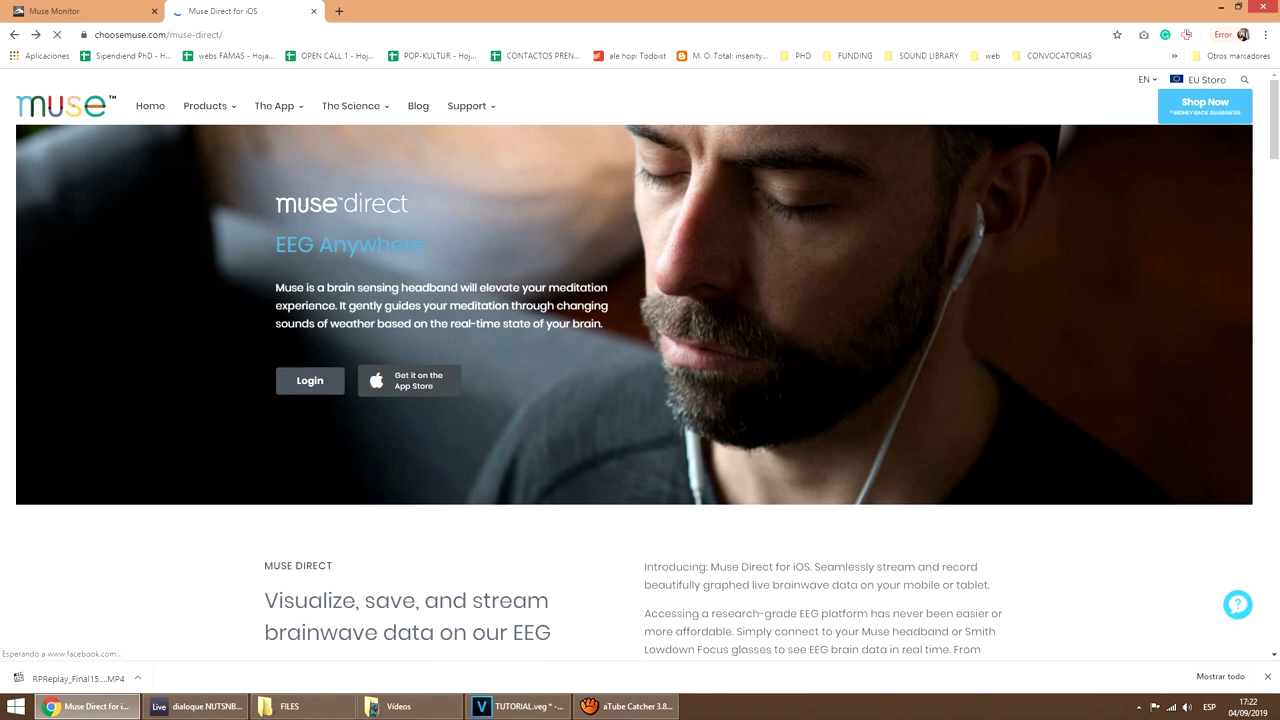 Muse Monitor
Muse Direct for iOS
choosemuse.com/muse-direct/
Error
Aplicaciones
Sipendiend PhD - H...
webs FAMAS - Hoja...
OPEN CALL 1 - Hoj...
POP-KULTUR - Hoj...
CONTACTOS PREN...
ale hop: Todoist
M. O. Total: insanity...
PHD
FUNDING
SOUND LIBRARY
web
CONVOCATORIAS
»
Otros marcadores
EN
EU Store
muse™
Home
Products
The App
The Science
Blog
Support
Shop Now
* MONEY BACK GUARANTEE
muse™direct
EEG Anywhere
Muse is a brain sensing headband will elevate your meditation
experience. It gently guides your meditation through changing
sounds of weather based on the real-time state of your brain.
Login
Get it on the
App Store
MUSE DIRECT
Visualize, save, and stream
brainwave data on our EEG
Introducing: Muse Direct for iOS. Seamlessly stream and record
beautifully graphed live brainwave data on your mobile or tablet.
Accessing a research-grade EEG platform has never been easier or
more affordable. Simply connect to your Muse headband or Smith
Lowdown Focus glasses to see EEG brain data in real time. From
Esperando a www.facebook.com...
RPReplay_Final15....MP4
Mostrar todo
Muse Direct for i...
Live
dialoque NUTSNB...
FILES
Vídeos
TUTORIAL.veg * -...
aTube Catcher 3.8...
ESP
17:22
04/09/2019